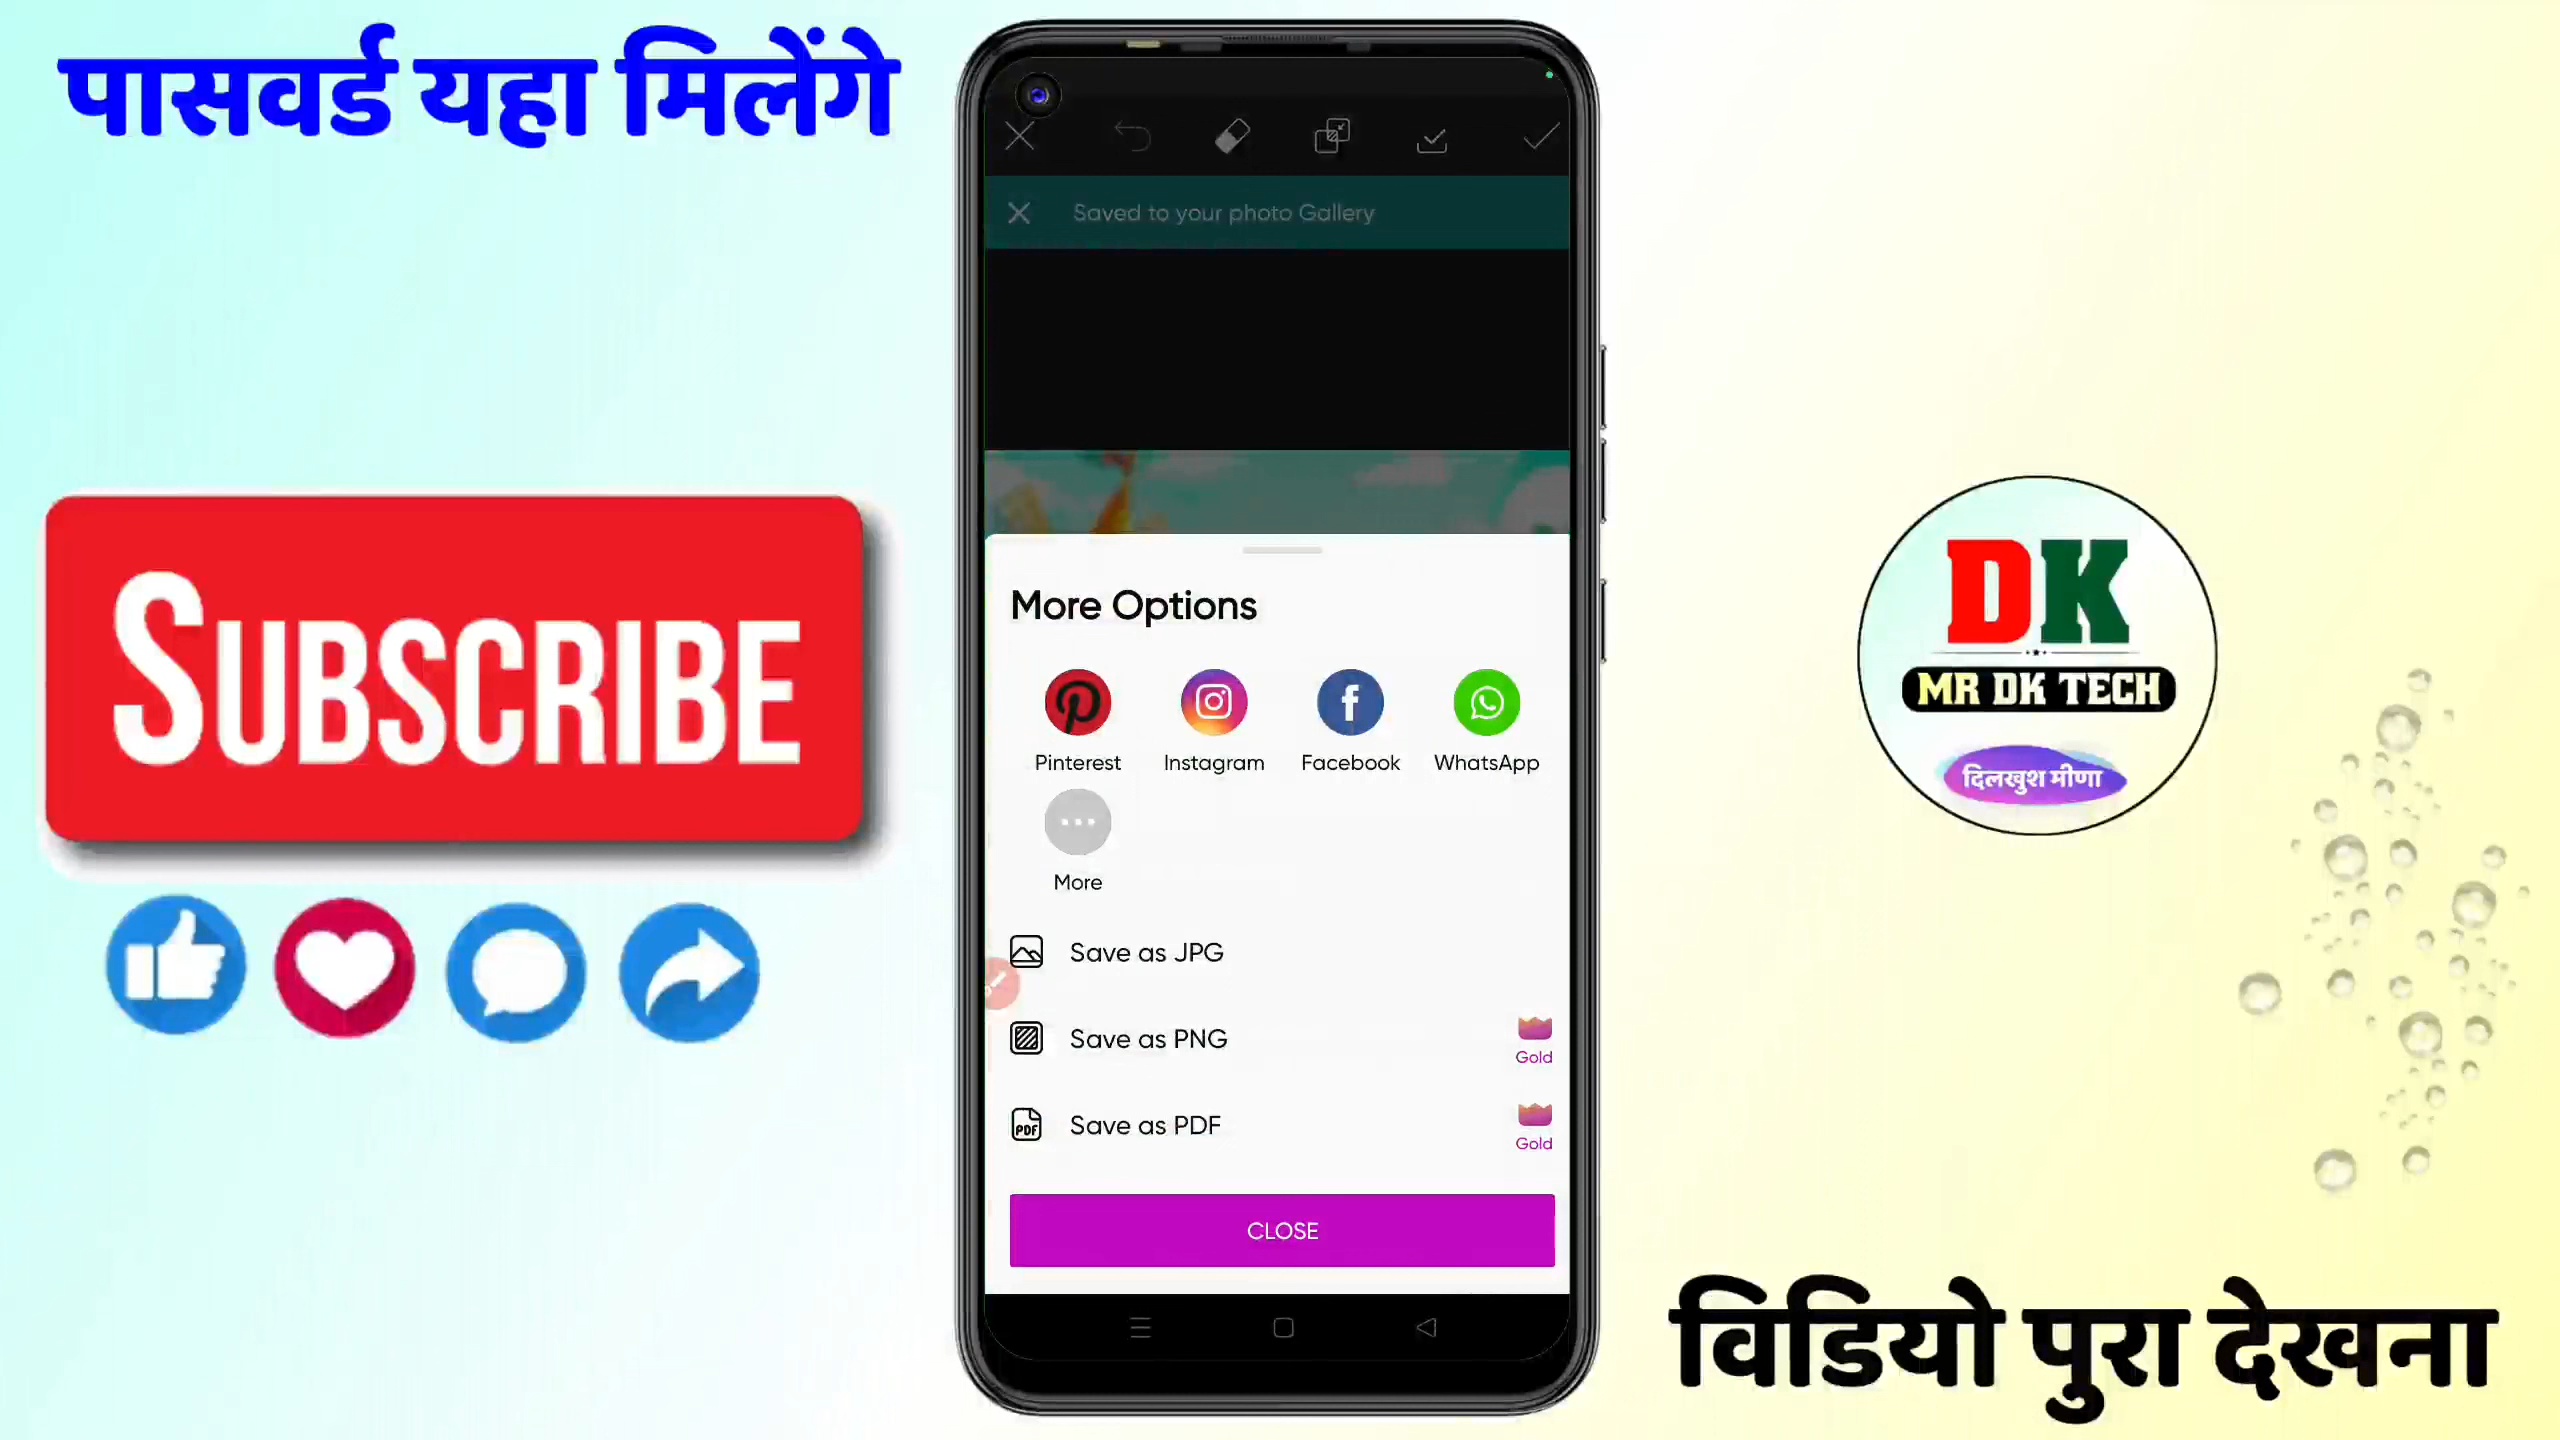 पासवर्ड यहा मिलेंगे
Saved to your photo Gallery
SUBSCRIBE
More Options
Pinterest
Instagram
Facebook
WhatsApp
More
Save as JPG
Save as PNG
Gold
PDF
Save as PDF
Gold
CLOSE
DK
MR DK TECH
दिलखुश मीणा
विडियो पुरा देखना